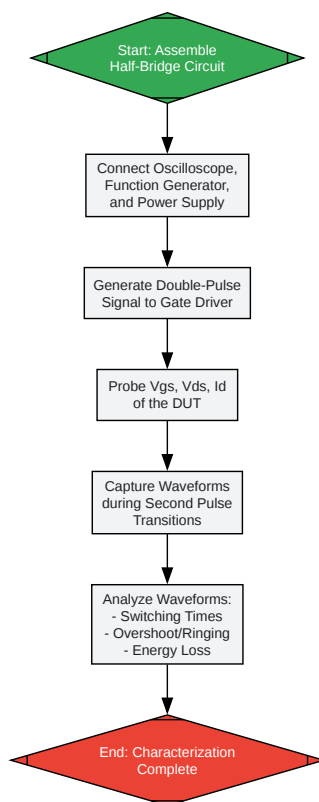 Start: Assemble
Half-Bridge Circuit
Connect Oscilloscope,
Function Generator,
and Power Supply
Generate Double-Pulse
Signal to Gate Driver
Probe Vgs, Vds, Id
of the DUT
Capture Waveforms
during Second Pulse
Transitions
Analyze Waveforms:
- Switching Times
- Overshoot/Ringing
- Energy Loss
End: Characterization
Complete